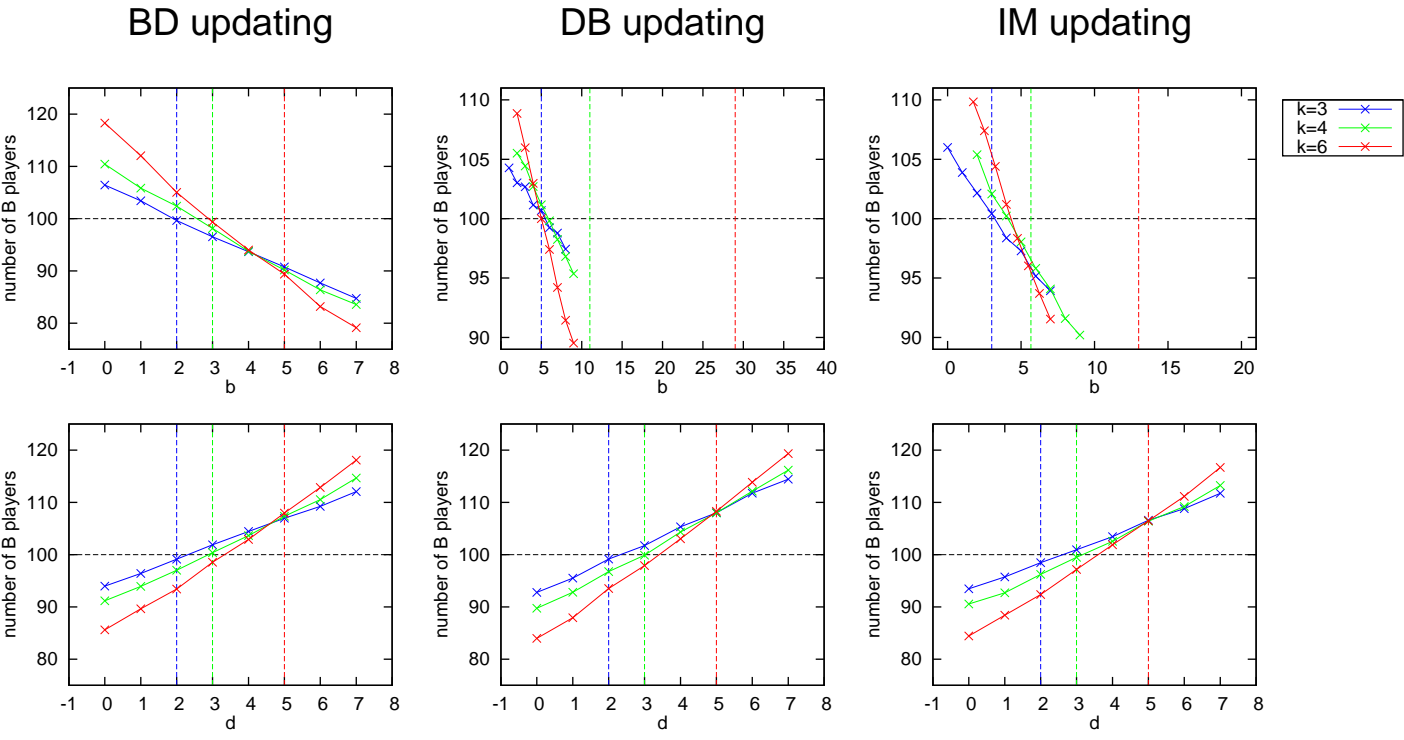 BD updating
DB updating
IM updating
number of B players
120
110
100
90
80
-1 0 1 2 3 4 5 6 7 8
b
number of B players
110
105
100
95
90
0 5 10 15 20 25 30 35 40
b
number of B players
110
105
100
95
90
0 5 10 15 20
b
k=3
k=4
k=6
number of B players
120
110
100
90
80
-1 0 1 2 3 4 5 6 7 8
d
number of B players
120
110
100
90
80
-1 0 1 2 3 4 5 6 7 8
d
number of B players
120
110
100
90
80
-1 0 1 2 3 4 5 6 7 8
d